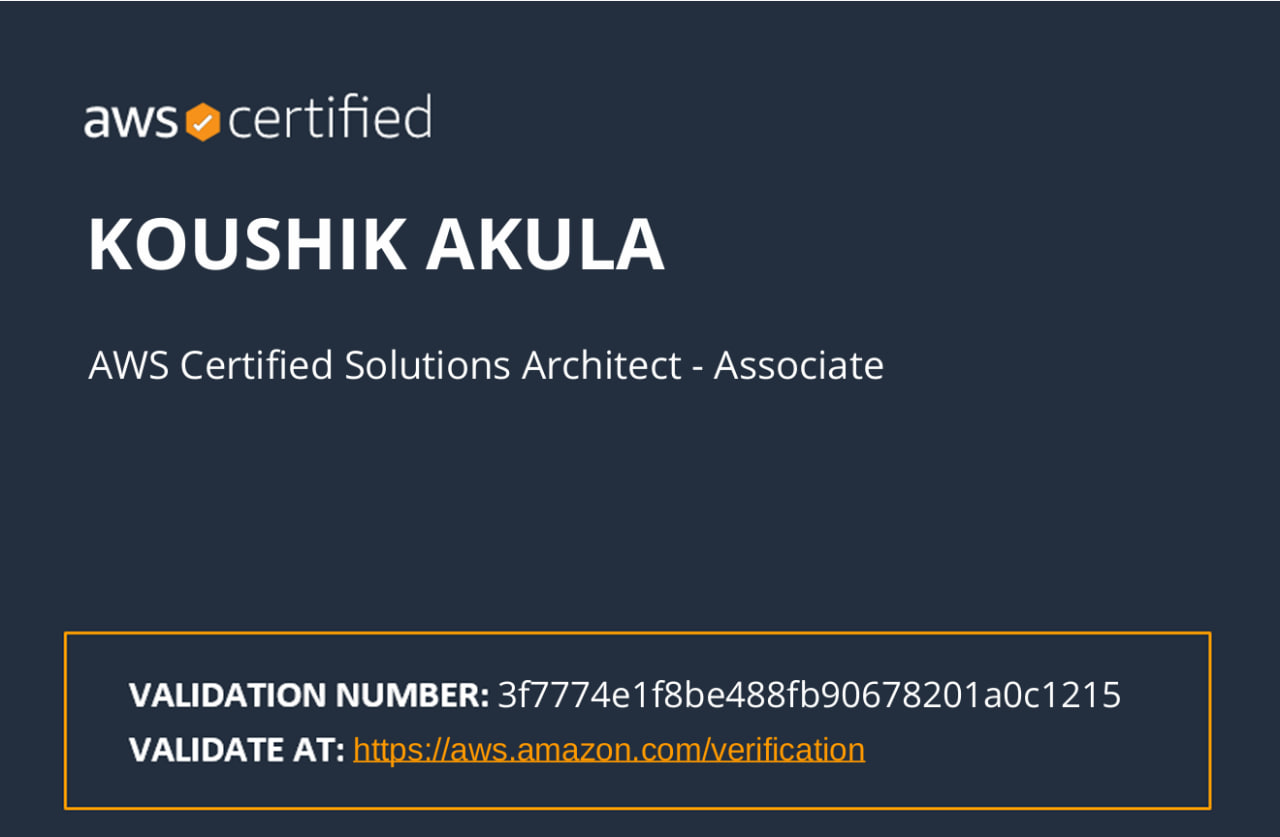 aws certified
KOUSHIK AKULA
AWS Certified Solutions Architect - Associate
VALIDATION NUMBER: 3f7774e1f8be488fb90678201a0c1215
VALIDATE AT: https://aws.amazon.com/verification